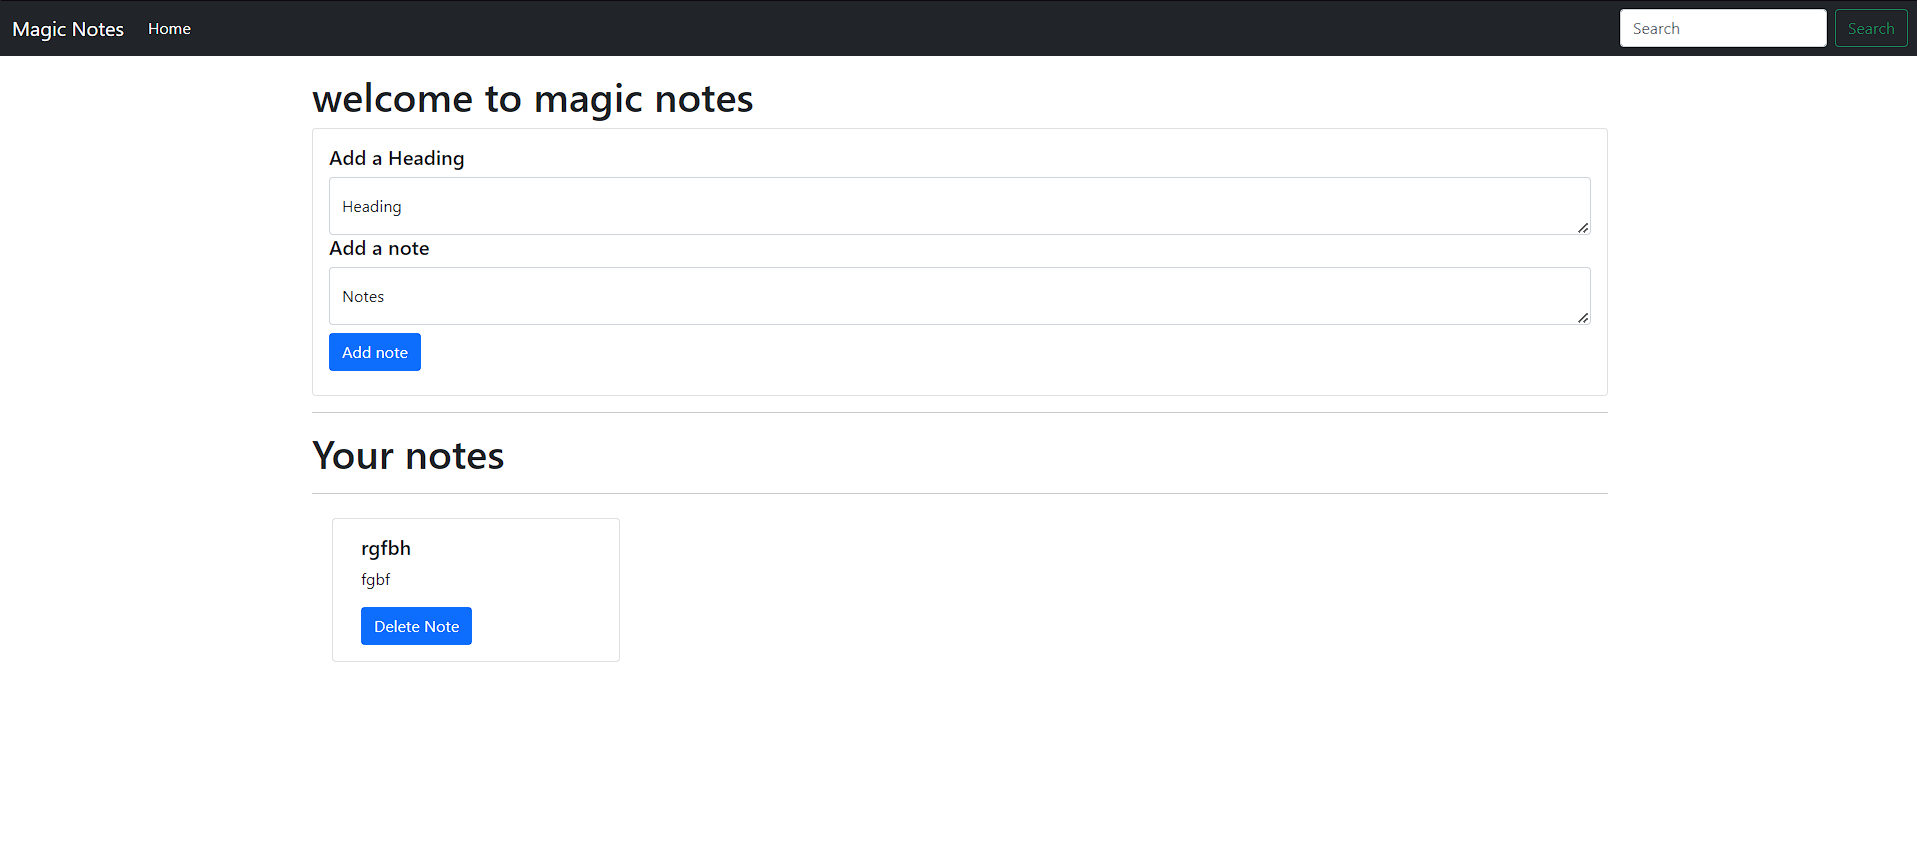 Magic Notes Home Search Search
welcome to magic notes
Add a Heading
Heading
Add a note
Notes
Add note
Your notes
rgfbh
fgbf
Delete Note